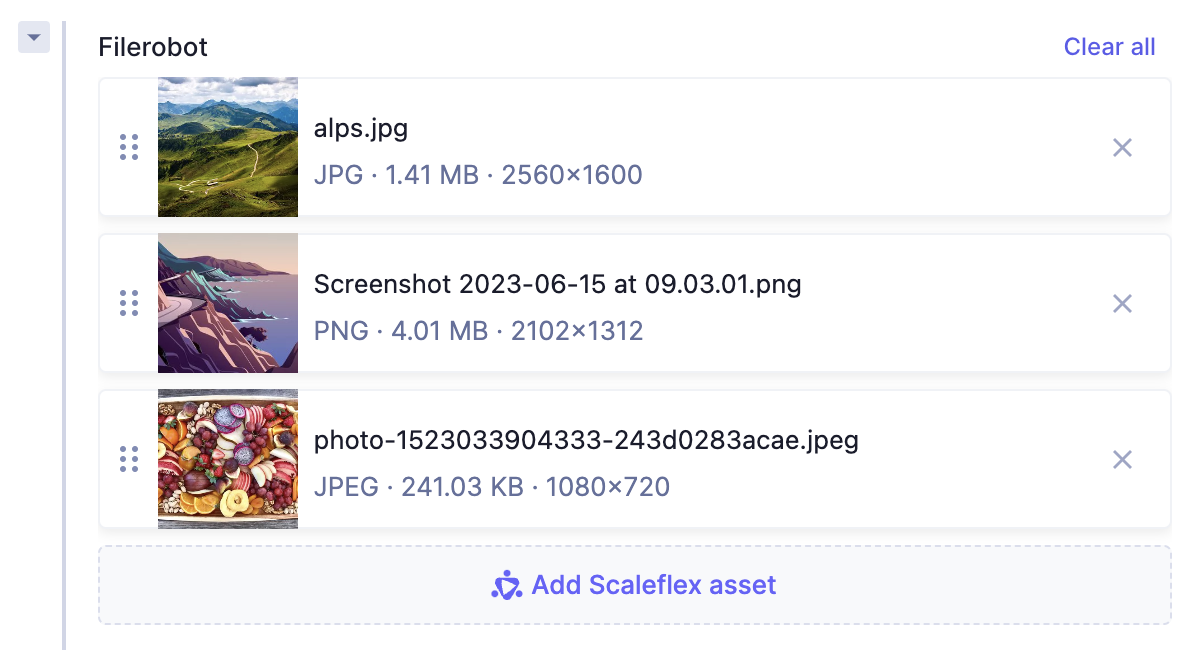 Filerobot
Clear all
alps.jpg
JPG · 1.41 MB · 2560×1600
Screenshot 2023-06-15 at 09.03.01.png
PNG · 4.01 MB · 2102×1312
photo-1523033904333-243d0283acae.jpeg
JPEG · 241.03 KB · 1080×720
Add Scaleflex asset